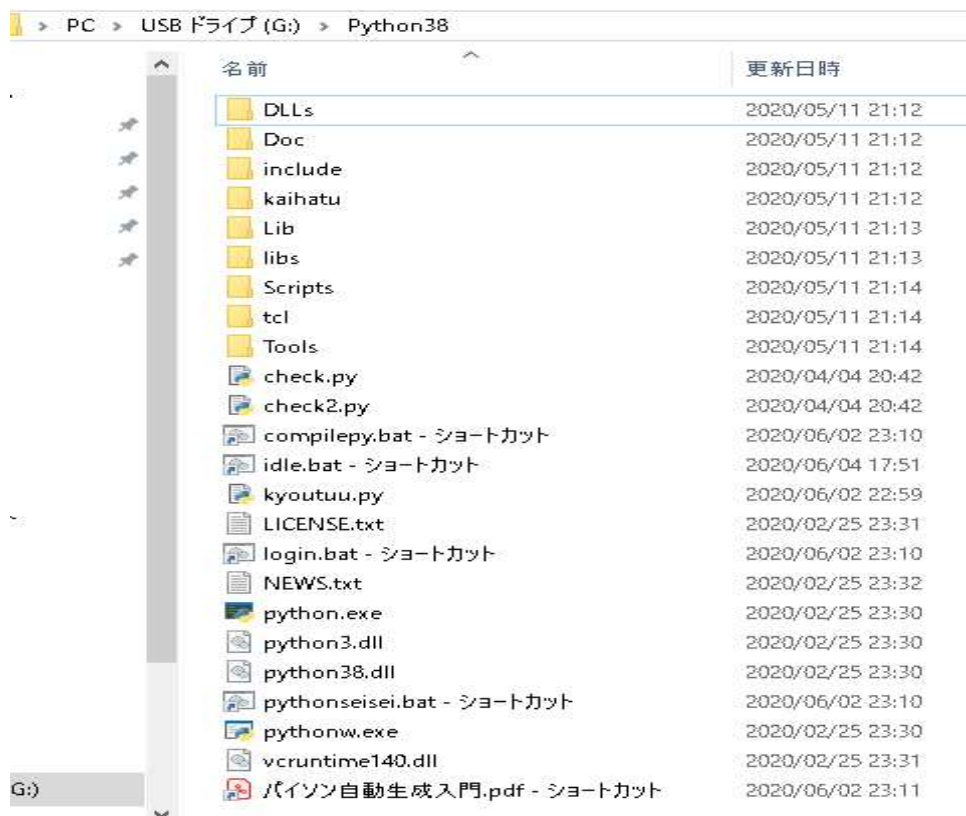 PC > USB ドライブ (G:) > Python38
名前 更新日時
DLLs 2020/05/11 21:12
Doc 2020/05/11 21:12
include 2020/05/11 21:12
kaihatu 2020/05/11 21:12
Lib 2020/05/11 21:13
libs 2020/05/11 21:13
Scripts 2020/05/11 21:14
tcl 2020/05/11 21:14
Tools 2020/05/11 21:14
check.py 2020/04/04 20:42
check2.py 2020/04/04 20:42
compilepy.bat - ショートカット 2020/06/02 23:10
idle.bat - ショートカット 2020/06/04 17:51
kyoutuu.py 2020/06/02 22:59
LICENSE.txt 2020/02/25 23:31
login.bat - ショートカット 2020/06/02 23:10
NEWS.txt 2020/02/25 23:32
python.exe 2020/02/25 23:30
python3.dll 2020/02/25 23:30
python38.dll 2020/02/25 23:30
pythonseisei.bat - ショートカット 2020/06/02 23:10
pythonw.exe 2020/02/25 23:30
vcruntime140.dll 2020/02/25 23:31
G:)
パイソン自動生成入門.pdf - ショートカット 2020/06/02 23:11